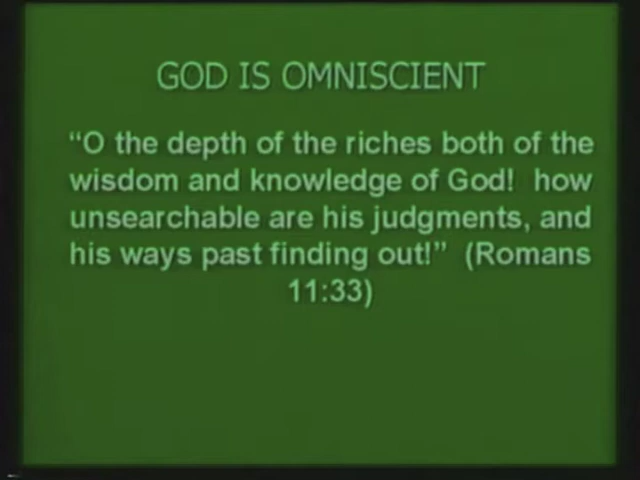 GOD IS OMNISCIENT
“O the depth of the riches both of the
wisdom and knowledge of God!  how
unsearchable are his judgments, and
his ways past finding out!”  (Romans
11:33)